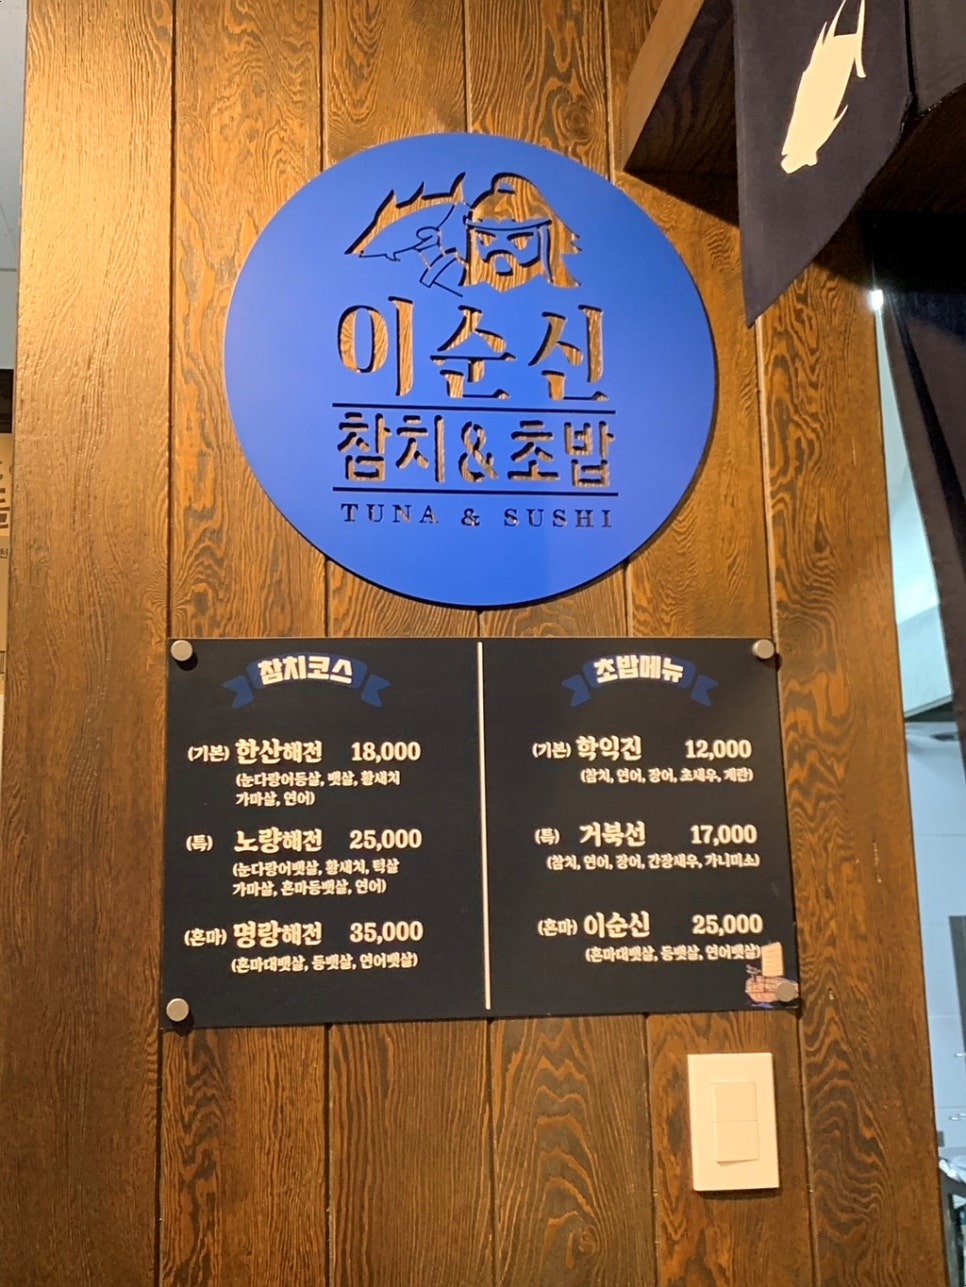 이순신
참치&초밥
TUNA & SUSHI
참치코스
(기본) 한산해전 18,000
(눈다랑어등살, 뱃살, 황새치
가마살, 연어)
(특) 노량해전 25,000
(눈다랑어뱃살, 황새치, 턱살
가마살, 혼마등뱃살, 연어)
(혼마) 명랑해전 35,000
(혼마대뱃살, 등뱃살, 연어뱃살)
초밥메뉴
(기본) 학익진 12,000
(참치, 연어, 장어, 초새우, 계란)
(특) 거북선 17,000
(참치, 연어, 장어, 간장새우, 가니미소)
(혼마) 이순신 25,000
(혼마대뱃살, 등뱃살, 연어뱃살)